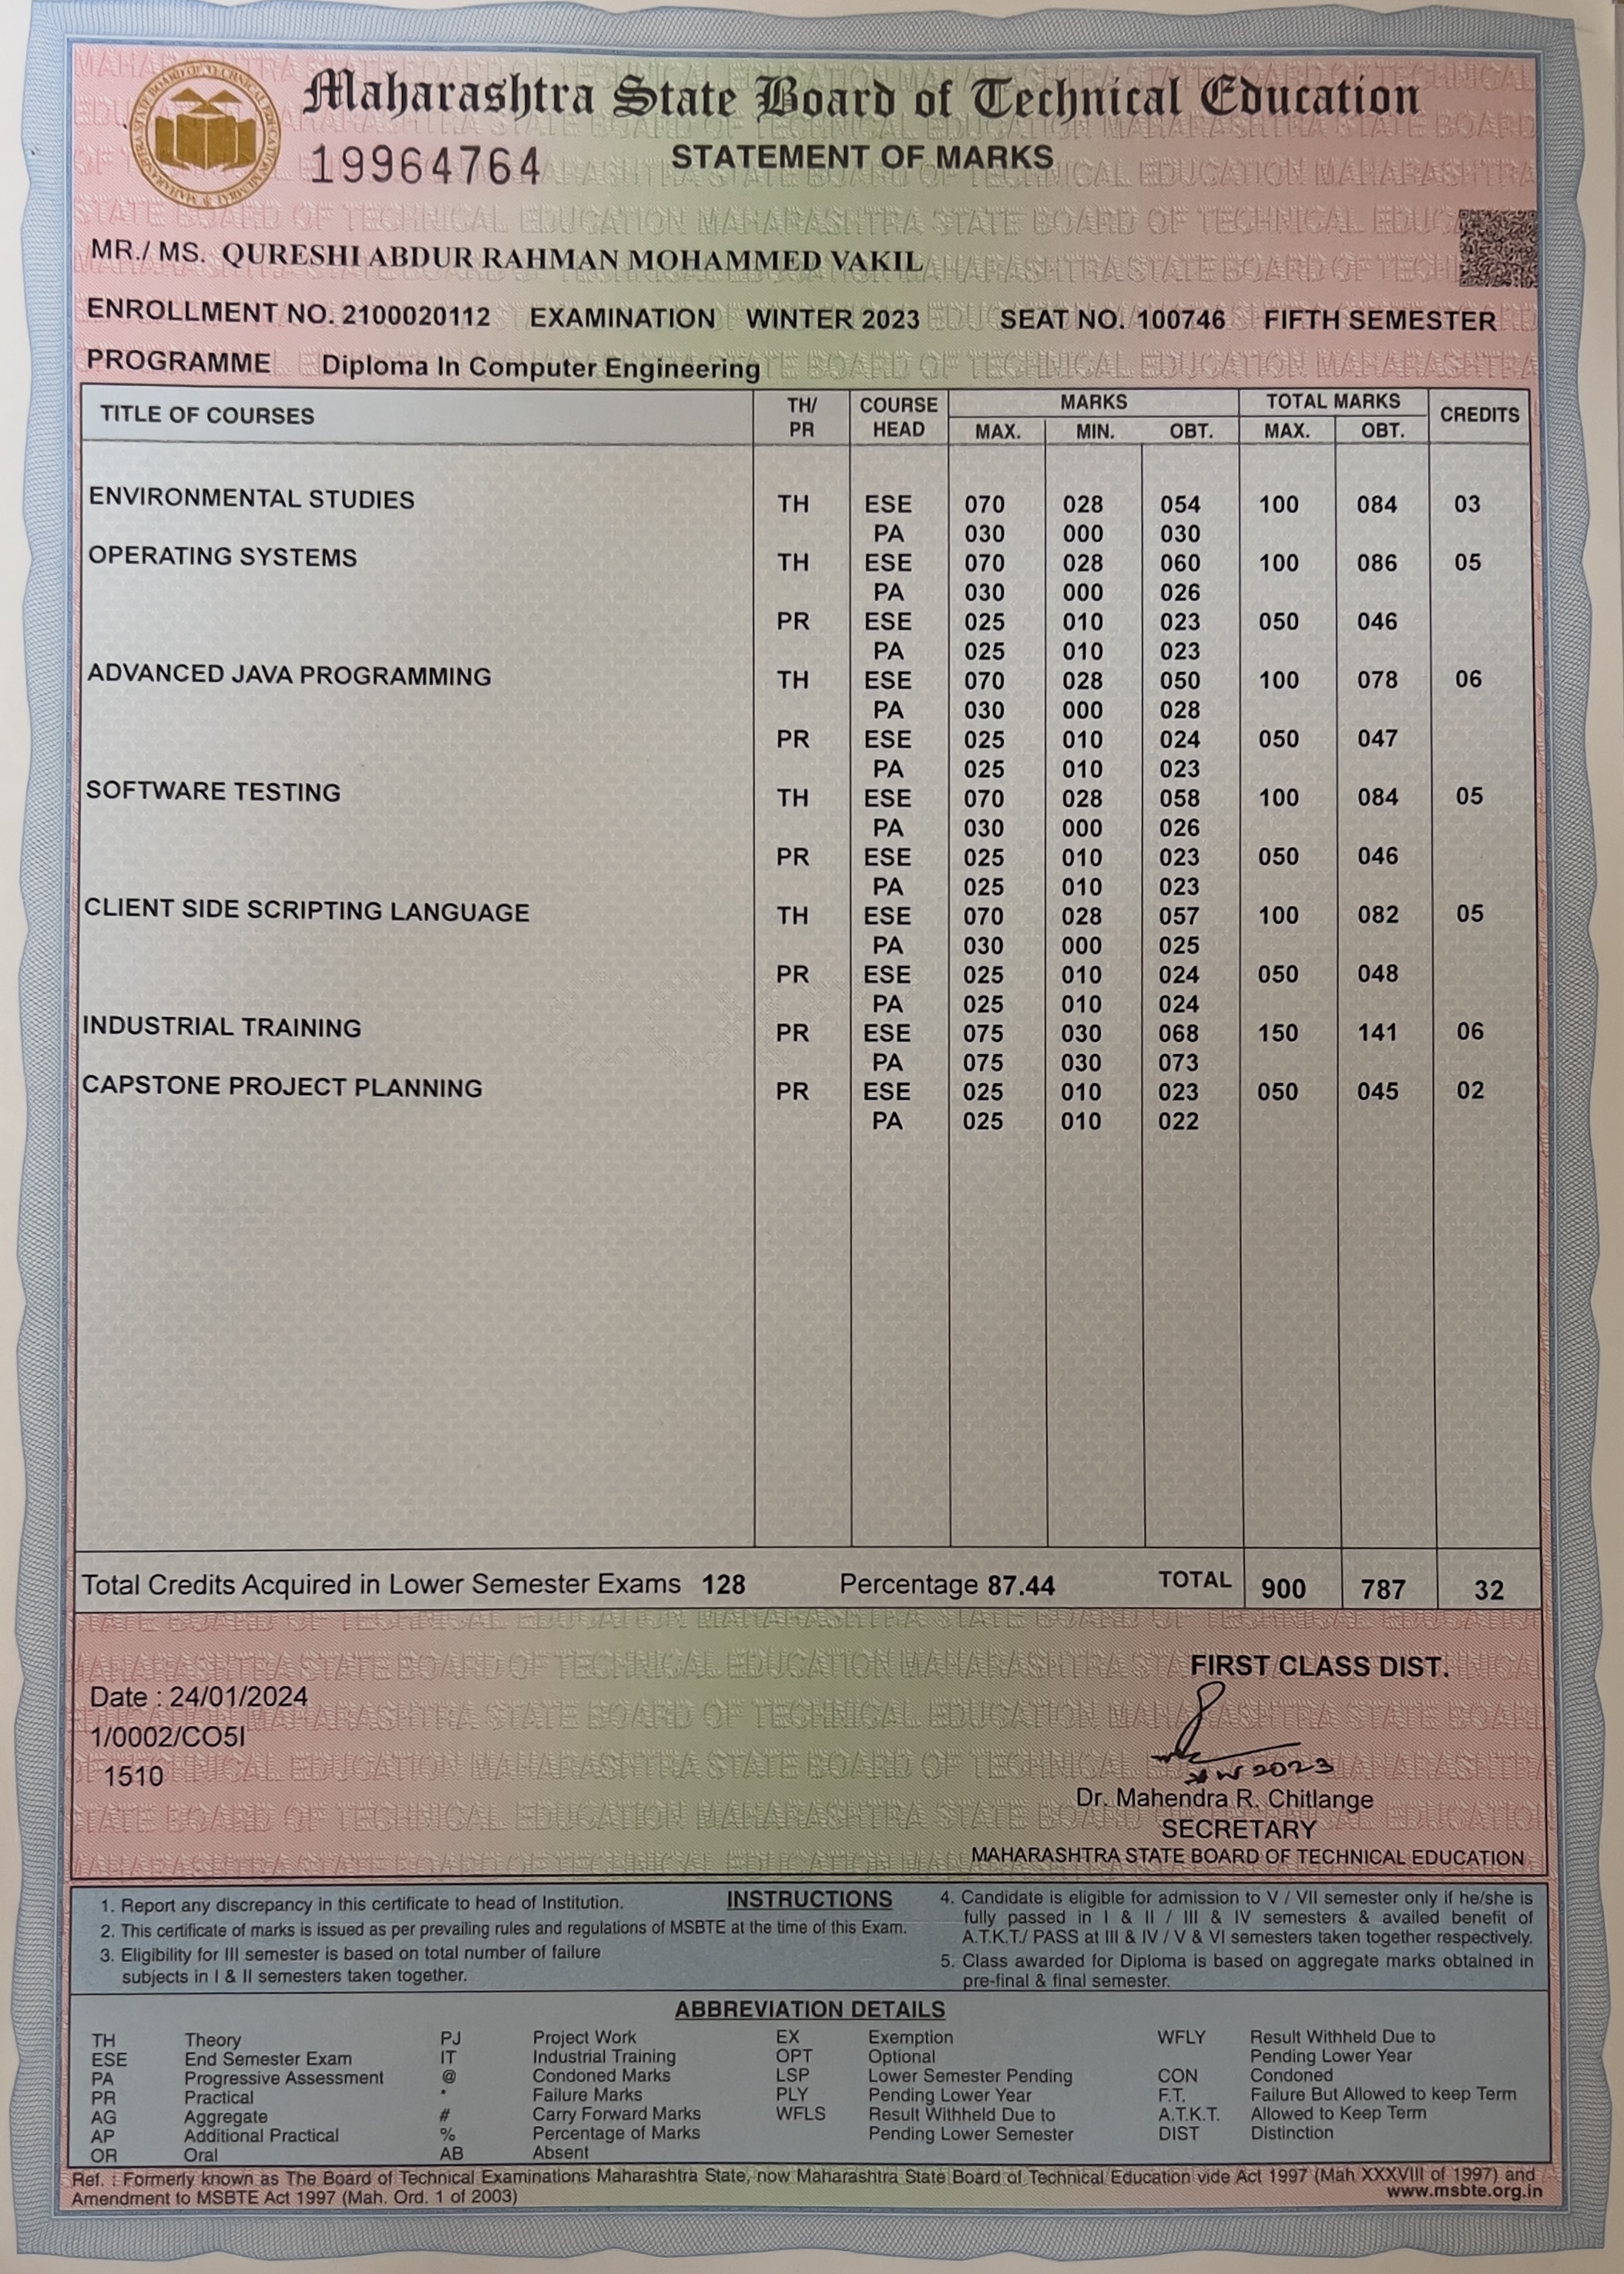 Maharashtra State Board of Technical Education
19964764 STATEMENT OF MARKS
MR./ MS. QURESHI ABDUR RAHMAN MOHAMMED VAKIL
ENROLLMENT NO. 2100020112 EXAMINATION WINTER 2023 SEAT NO. 100746 FIFTH SEMESTER
PROGRAMME Diploma In Computer Engineering
TITLE OF COURSES TH/ PR COURSE HEAD MARKS MAX. MIN. OBT. TOTAL MARKS MAX. OBT. CREDITS
ENVIRONMENTAL STUDIES TH ESE 070 028 054 100 084 03
PA 030 000 030
OPERATING SYSTEMS TH ESE 070 028 060 100 086 05
PA 030 000 026
PR ESE 025 010 023 050 046
PA 025 010 023
ADVANCED JAVA PROGRAMMING TH ESE 070 028 050 100 078 06
PA 030 000 028
PR ESE 025 010 024 050 047
PA 025 010 023
SOFTWARE TESTING TH ESE 070 028 058 100 084 05
PA 030 000 026
PR ESE 025 010 023 050 046
PA 025 010 023
CLIENT SIDE SCRIPTING LANGUAGE TH ESE 070 028 057 100 082 05
PA 030 000 025
PR ESE 025 010 024 050 048
PA 025 010 024
INDUSTRIAL TRAINING PR ESE 075 030 068 150 141 06
PA 075 030 073
CAPSTONE PROJECT PLANNING PR ESE 025 010 023 050 045 02
PA 025 010 022
Total Credits Acquired in Lower Semester Exams 128 Percentage 87.44 TOTAL 900 787 32
FIRST CLASS DIST.
Date : 24/01/2024
1/0002/CO5I
1510
2023
Dr. Mahendra R. Chitlange
SECRETARY
MAHARASHTRA STATE BOARD OF TECHNICAL EDUCATION
INSTRUCTIONS
1. Report any discrepancy in this certificate to head of Institution.
2. This certificate of marks is issued as per prevailing rules and regulations of MSBTE at the time of this Exam.
3. Eligibility for III semester is based on total number of failure
subjects in I & II semesters taken together.
4. Candidate is eligible for admission to V / VII semester only if he/she is
fully passed in I & II / III & IV semesters & availed benefit of
A.T.K.T./ PASS at III & IV / V & VI semesters taken together respectively.
5. Class awarded for Diploma is based on aggregate marks obtained in
pre-final & final semester.
ABBREVIATION DETAILS
TH Theory PJ Project Work EX Exemption WFLY Result Withheld Due to
ESE End Semester Exam IT Industrial Training OPT Optional Pending Lower Year
PA Progressive Assessment @ Condoned Marks LSP Lower Semester Pending CON Condoned
PR Practical * Failure Marks PLY Pending Lower Year F.T. Failure But Allowed to keep Term
AG Aggregate # Carry Forward Marks WFLS Result Withheld Due to A.T.K.T. Allowed to Keep Term
AP Additional Practical % Percentage of Marks Pending Lower Semester DIST Distinction
OR Oral AB Absent
Ref. : Formerly known as The Board of Technical Examinations Maharashtra State, now Maharashtra State Board of Technical Education vide Act 1997 (Mah XXXVIII of 1997) and
Amendment to MSBTE Act 1997 (Mah. Ord. 1 of 2003) www.msbte.org.in